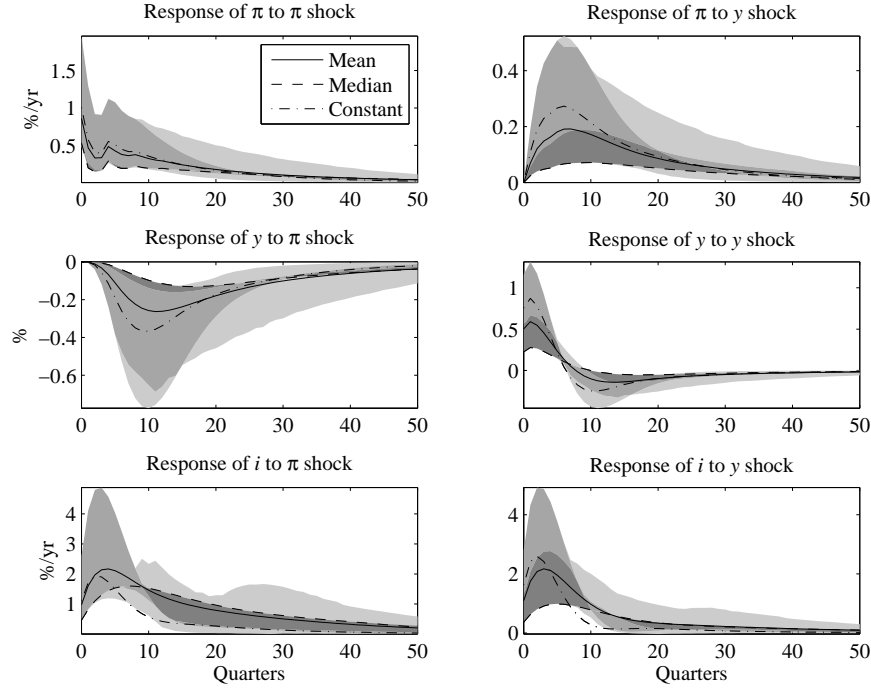 Response of π to π shock
%/yr
1.5
1
0.5
0 10 20 30 40 50
Mean
Median
Constant
Response of π to y shock
0.4
0.2
0
0 10 20 30 40 50
Response of y to π shock
%
0
−0.2
−0.4
−0.6
0 10 20 30 40 50
Response of y to y shock
1
0.5
0
0 10 20 30 40 50
Response of i to π shock
%/yr
4
3
2
1
0 10 20 30 40 50
Quarters
Response of i to y shock
4
2
0
0 10 20 30 40 50
Quarters